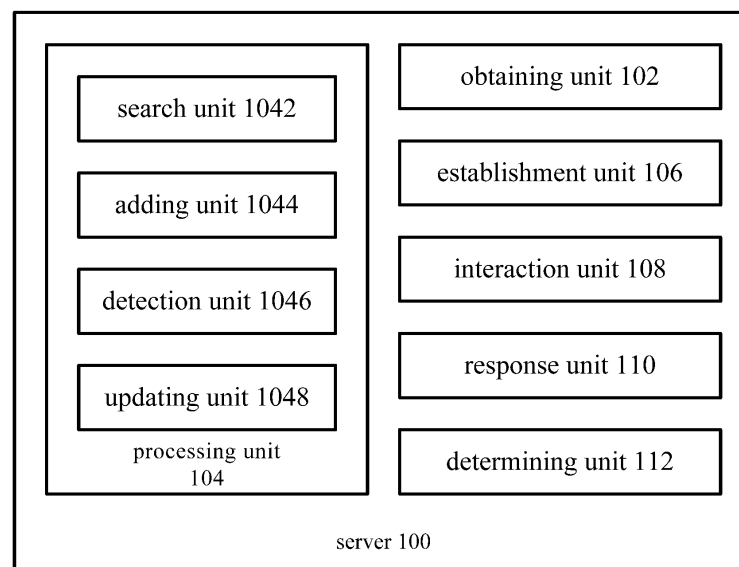 search unit 1042
adding unit 1044
detection unit 1046
updating unit 1048
processing unit
104
obtaining unit 102
establishment unit 106
interaction unit 108
response unit 110
determining unit 112
server 100